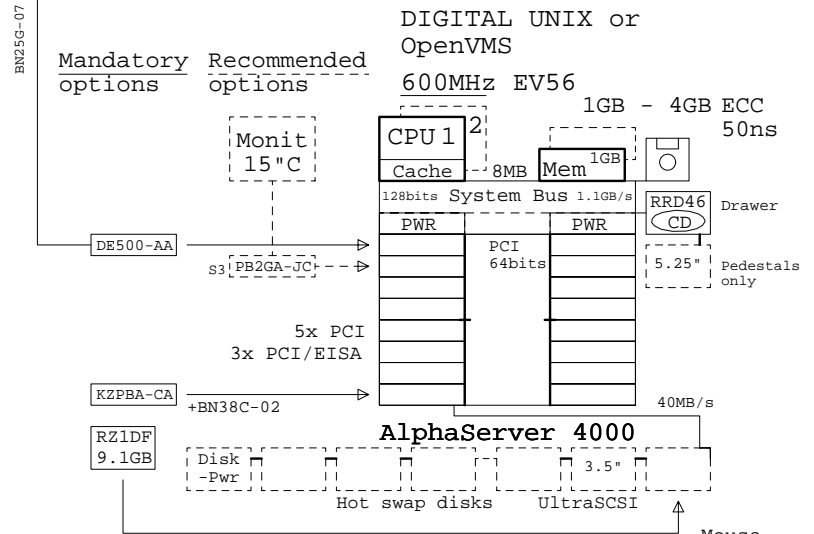 BN25G-07
DIGITAL UNIX or
OpenVMS
Mandatory
options
Recommended
options
600MHz EV56
1GB - 4GB ECC
50ns
Monit
15"C
CPU 1
2
Cache
8MB
Mem
1GB
128bits System Bus 1.1GB/s
RRD46
CD
Drawer
PWR
PWR
DE500-AA
PCI
64bits
S3
PB2GA-JC
5.25"
Pedestals
only
5x PCI
3x PCI/EISA
KZPBA-CA
+BN38C-02
40MB/s
AlphaServer 4000
RZ1DF
9.1GB
Disk
-Pwr
3.5"
Hot swap disks
UltraSCSI
Mouse